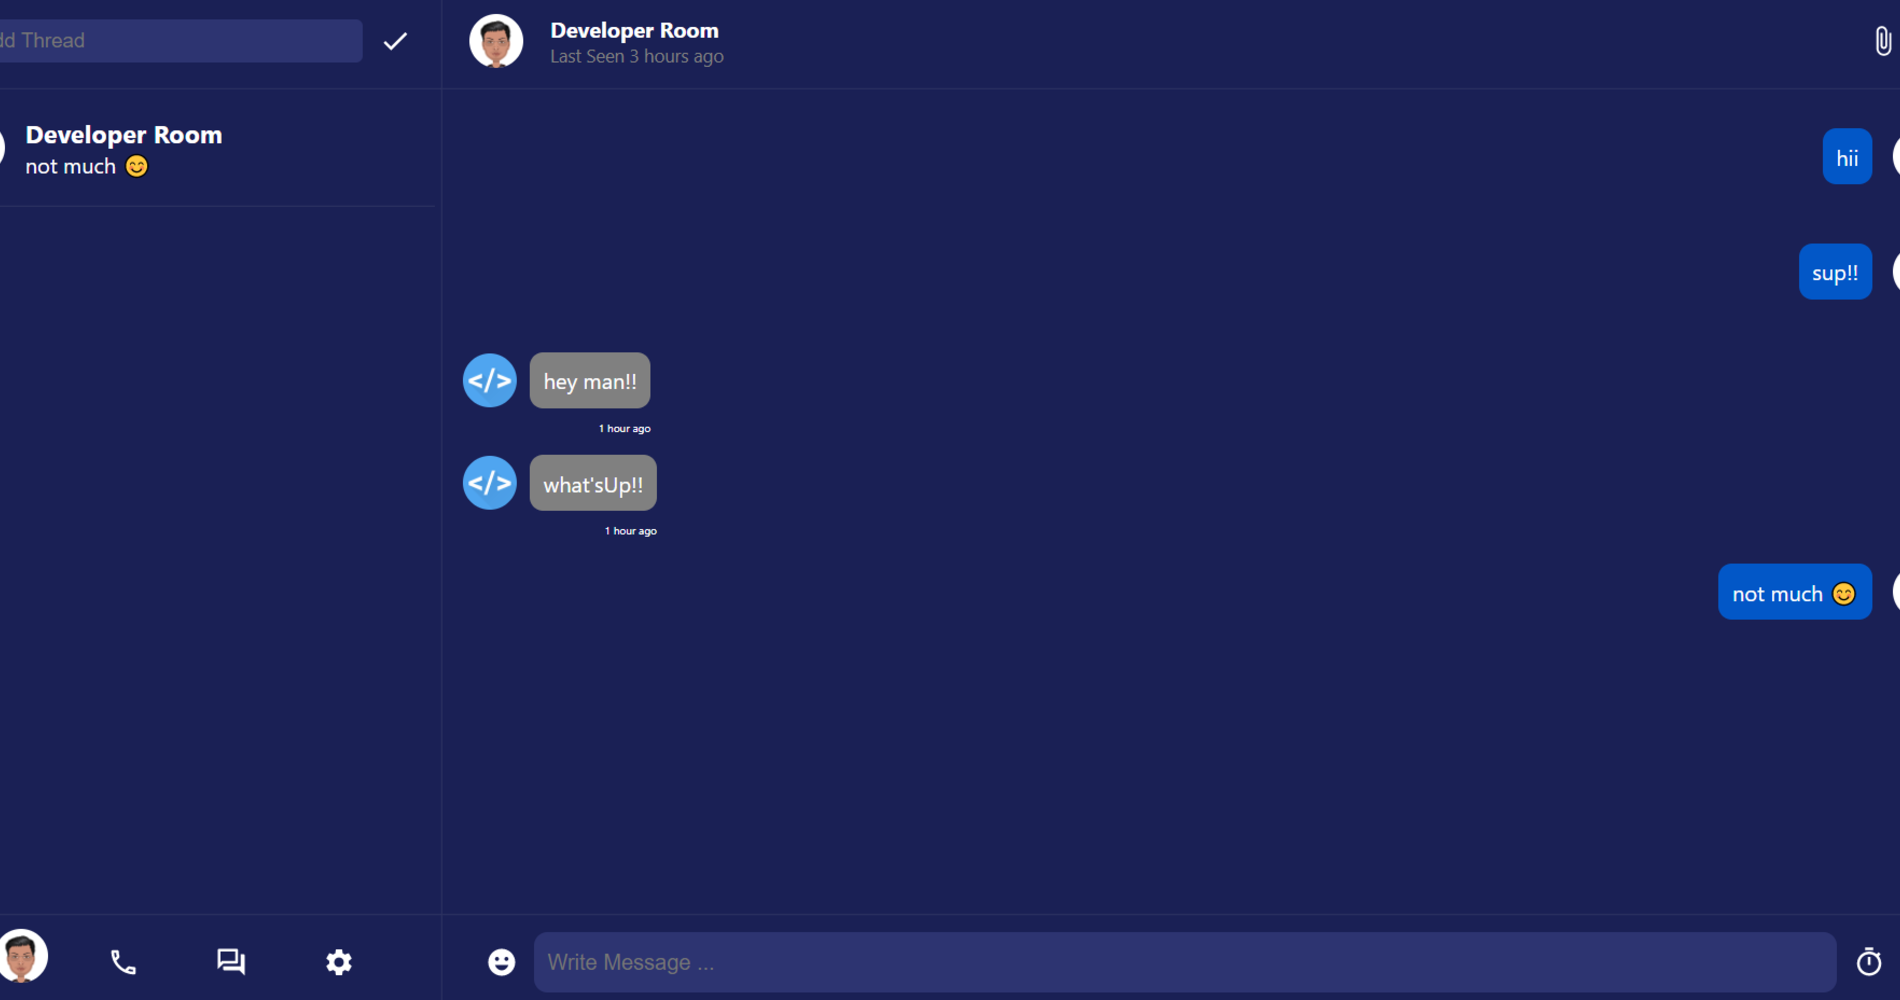 dd Thread
Developer Room
not much 😊
Developer Room
Last Seen 3 hours ago
hii
sup!!
</>
hey man!!
1 hour ago
</>
what'sUp!!
1 hour ago
not much 😊
Write Message ...